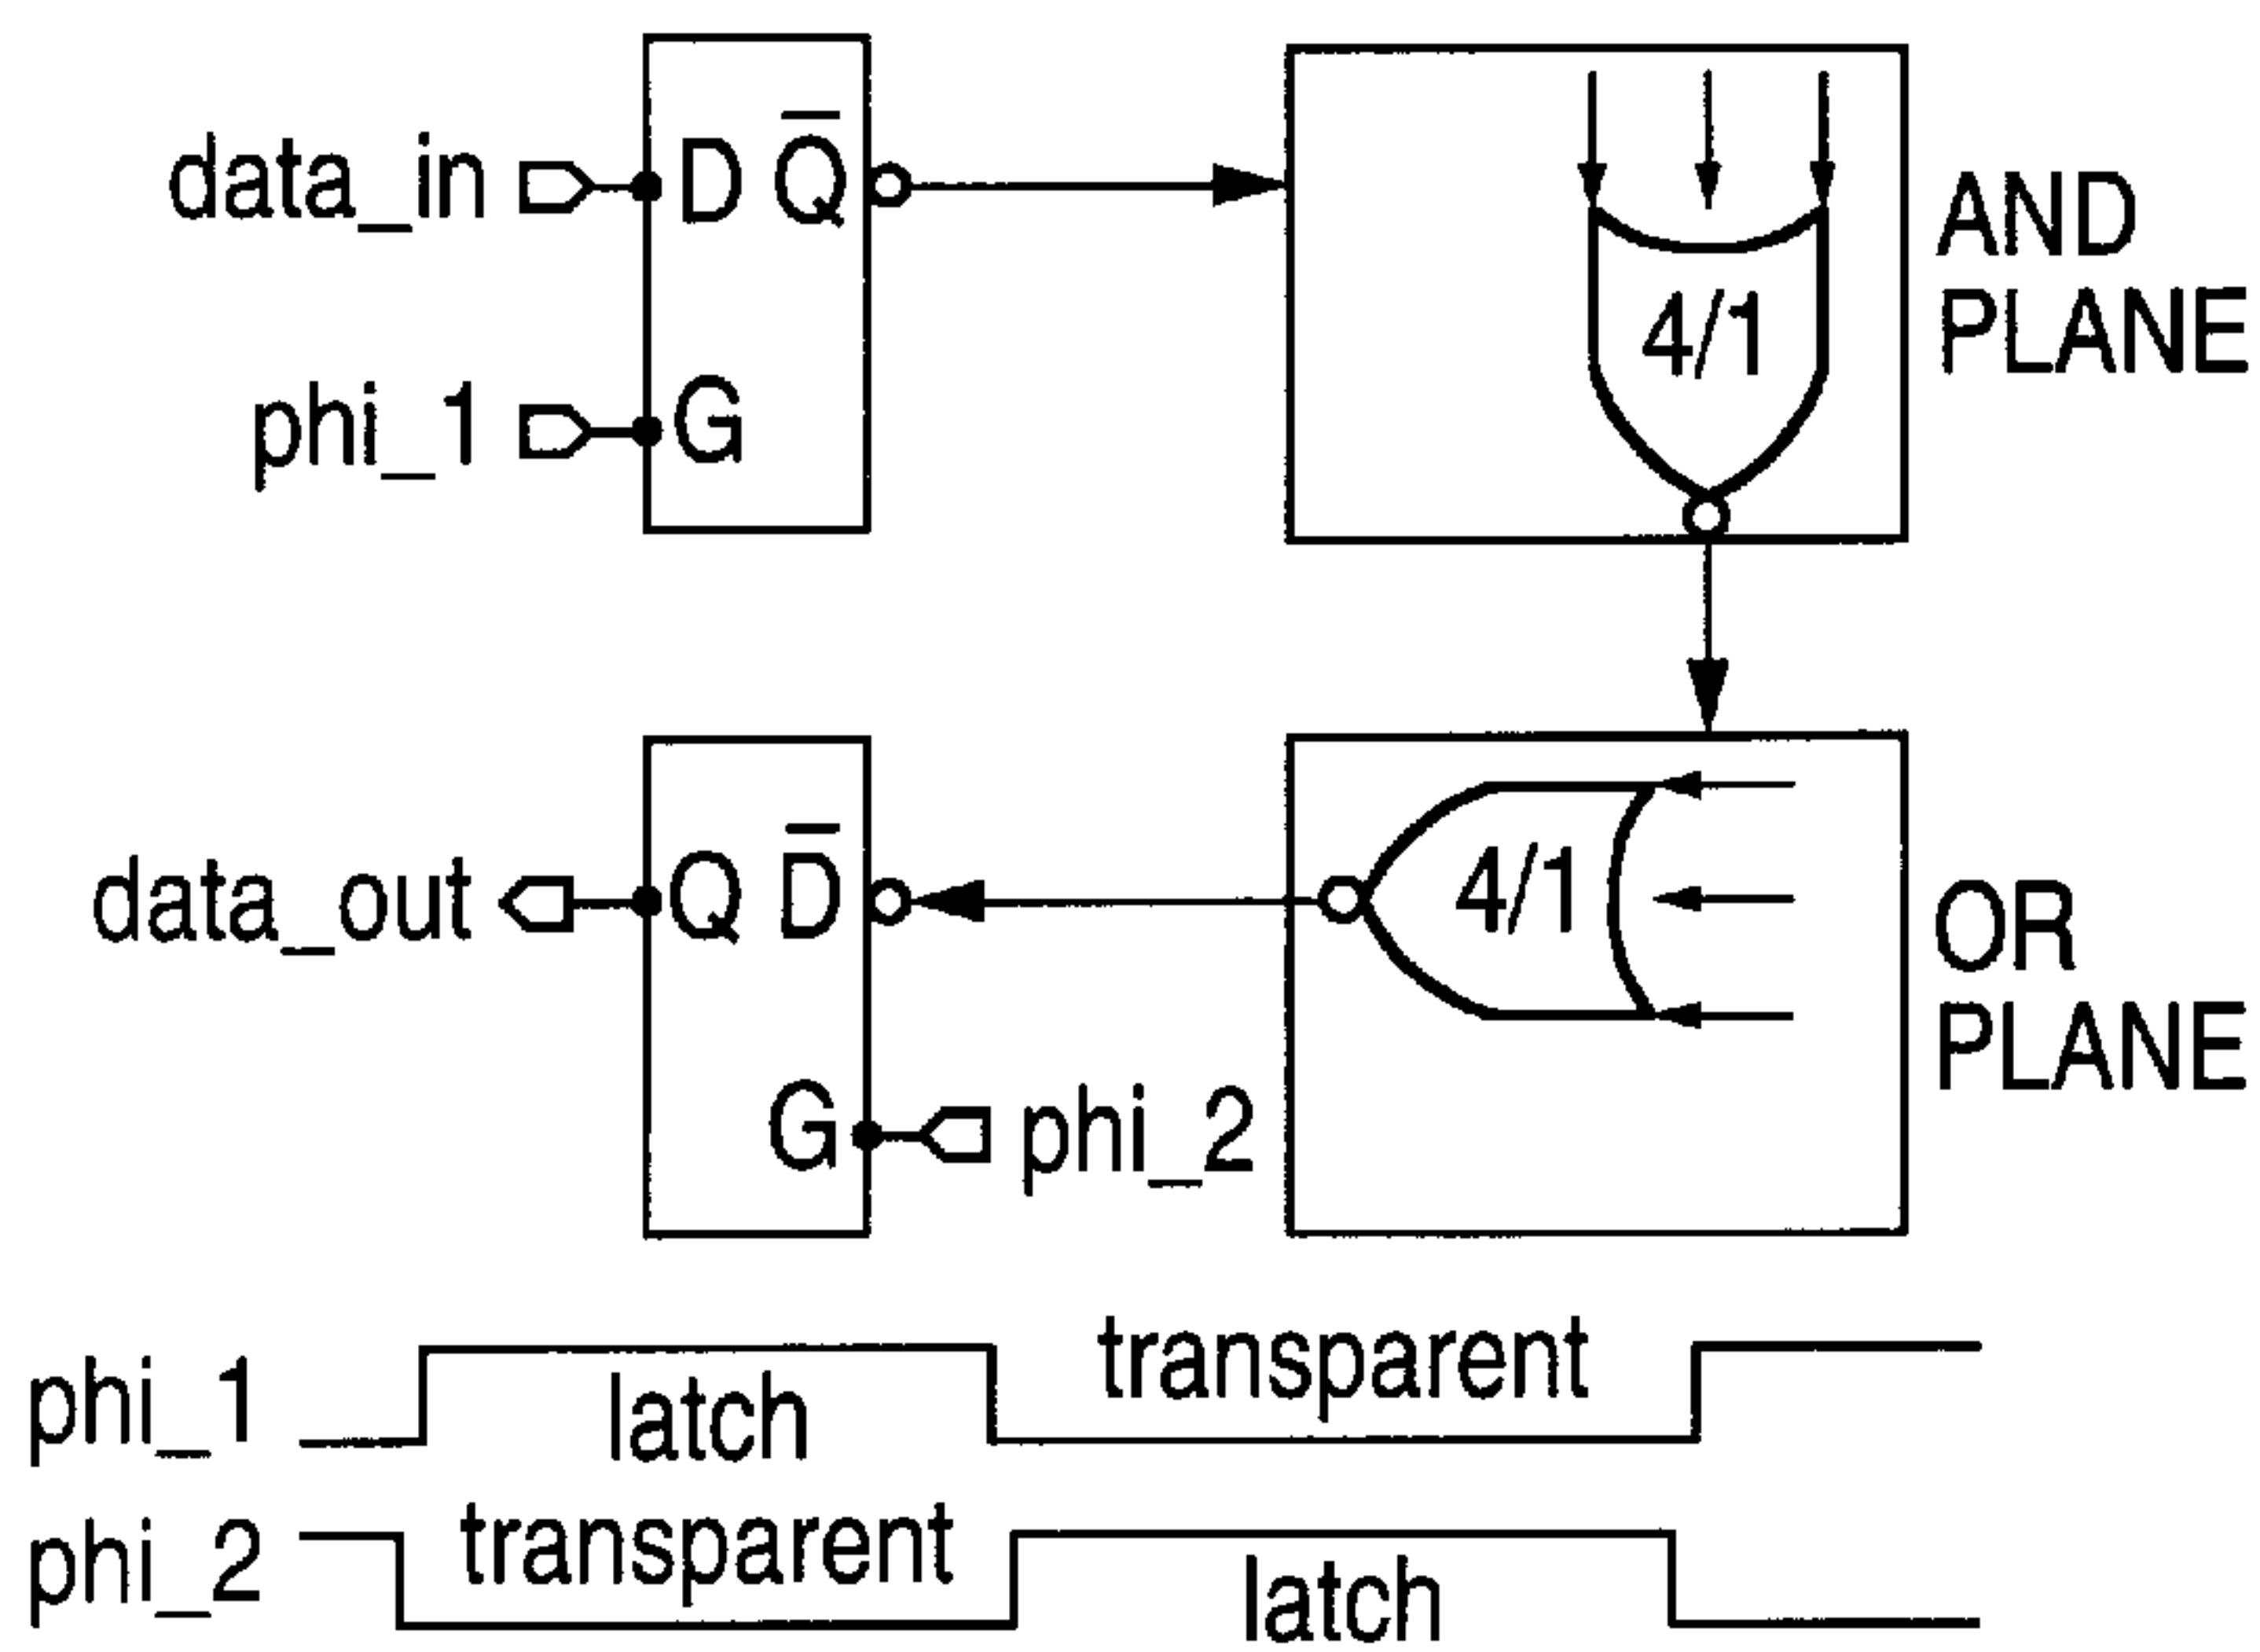 data_in
D Q̅
phi_1
G
4/1
AND
PLANE
data_out
Q D̅
G
phi_2
4/1
OR
PLANE
phi_1
latch
transparent
phi_2
transparent
latch